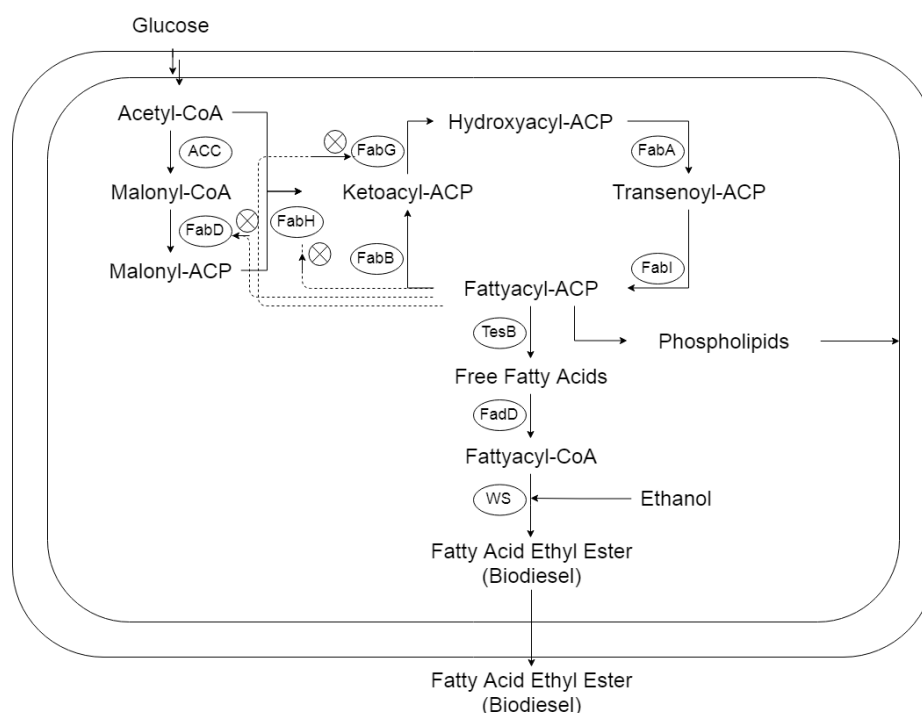 Glucose
Acetyl-CoA
Hydroxyacyl-ACP
ACC
FabG
FabA
Malonyl-CoA
Ketoacyl-ACP
Transenoyl-ACP
FabD
FabH
FabB
FabI
Malonyl-ACP
Fattyacyl-ACP
TesB
Phospholipids
Free Fatty Acids
FadD
Fattyacyl-CoA
WS
Ethanol
Fatty Acid Ethyl Ester
(Biodiesel)
Fatty Acid Ethyl Ester
(Biodiesel)